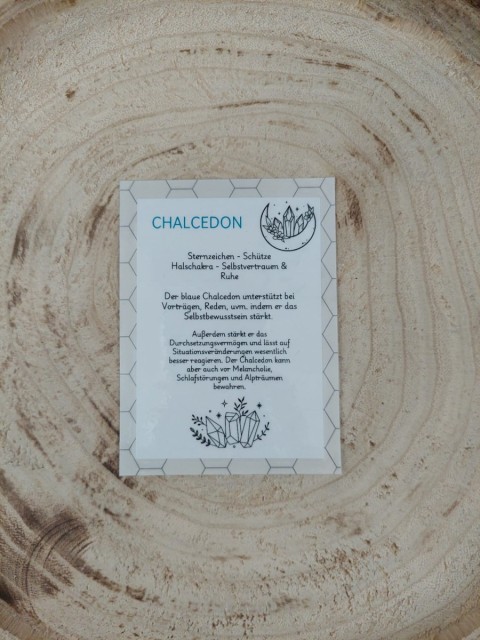 CHALCEDON
Sternzeichen - Schütze
Halschakra - Selbstvertrauen &
Ruhe
Der blaue Chalcedon unterstützt bei
Vorträgen, Reden, uvm. indem er das
Selbstbewusstsein stärkt.
Außerdem stärkt er das
Durchsetzungsvermögen und lässt auf
Situationsveränderungen wesentlich
besser reagieren. Der Chalcedon kann
aber auch vor Melancholie,
Schlafstörungen und Alpträumen
bewahren.